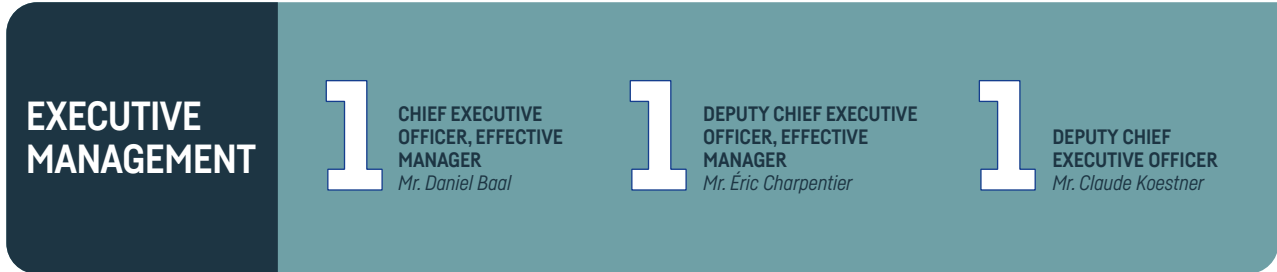 EXECUTIVE
MANAGEMENT
1
CHIEF EXECUTIVE
OFFICER, EFFECTIVE
MANAGER
Mr. Daniel Baal
1
DEPUTY CHIEF EXECUTIVE
OFFICER, EFFECTIVE
MANAGER
Mr. Éric Charpentier
1
DEPUTY CHIEF
EXECUTIVE OFFICER
Mr. Claude Koestner